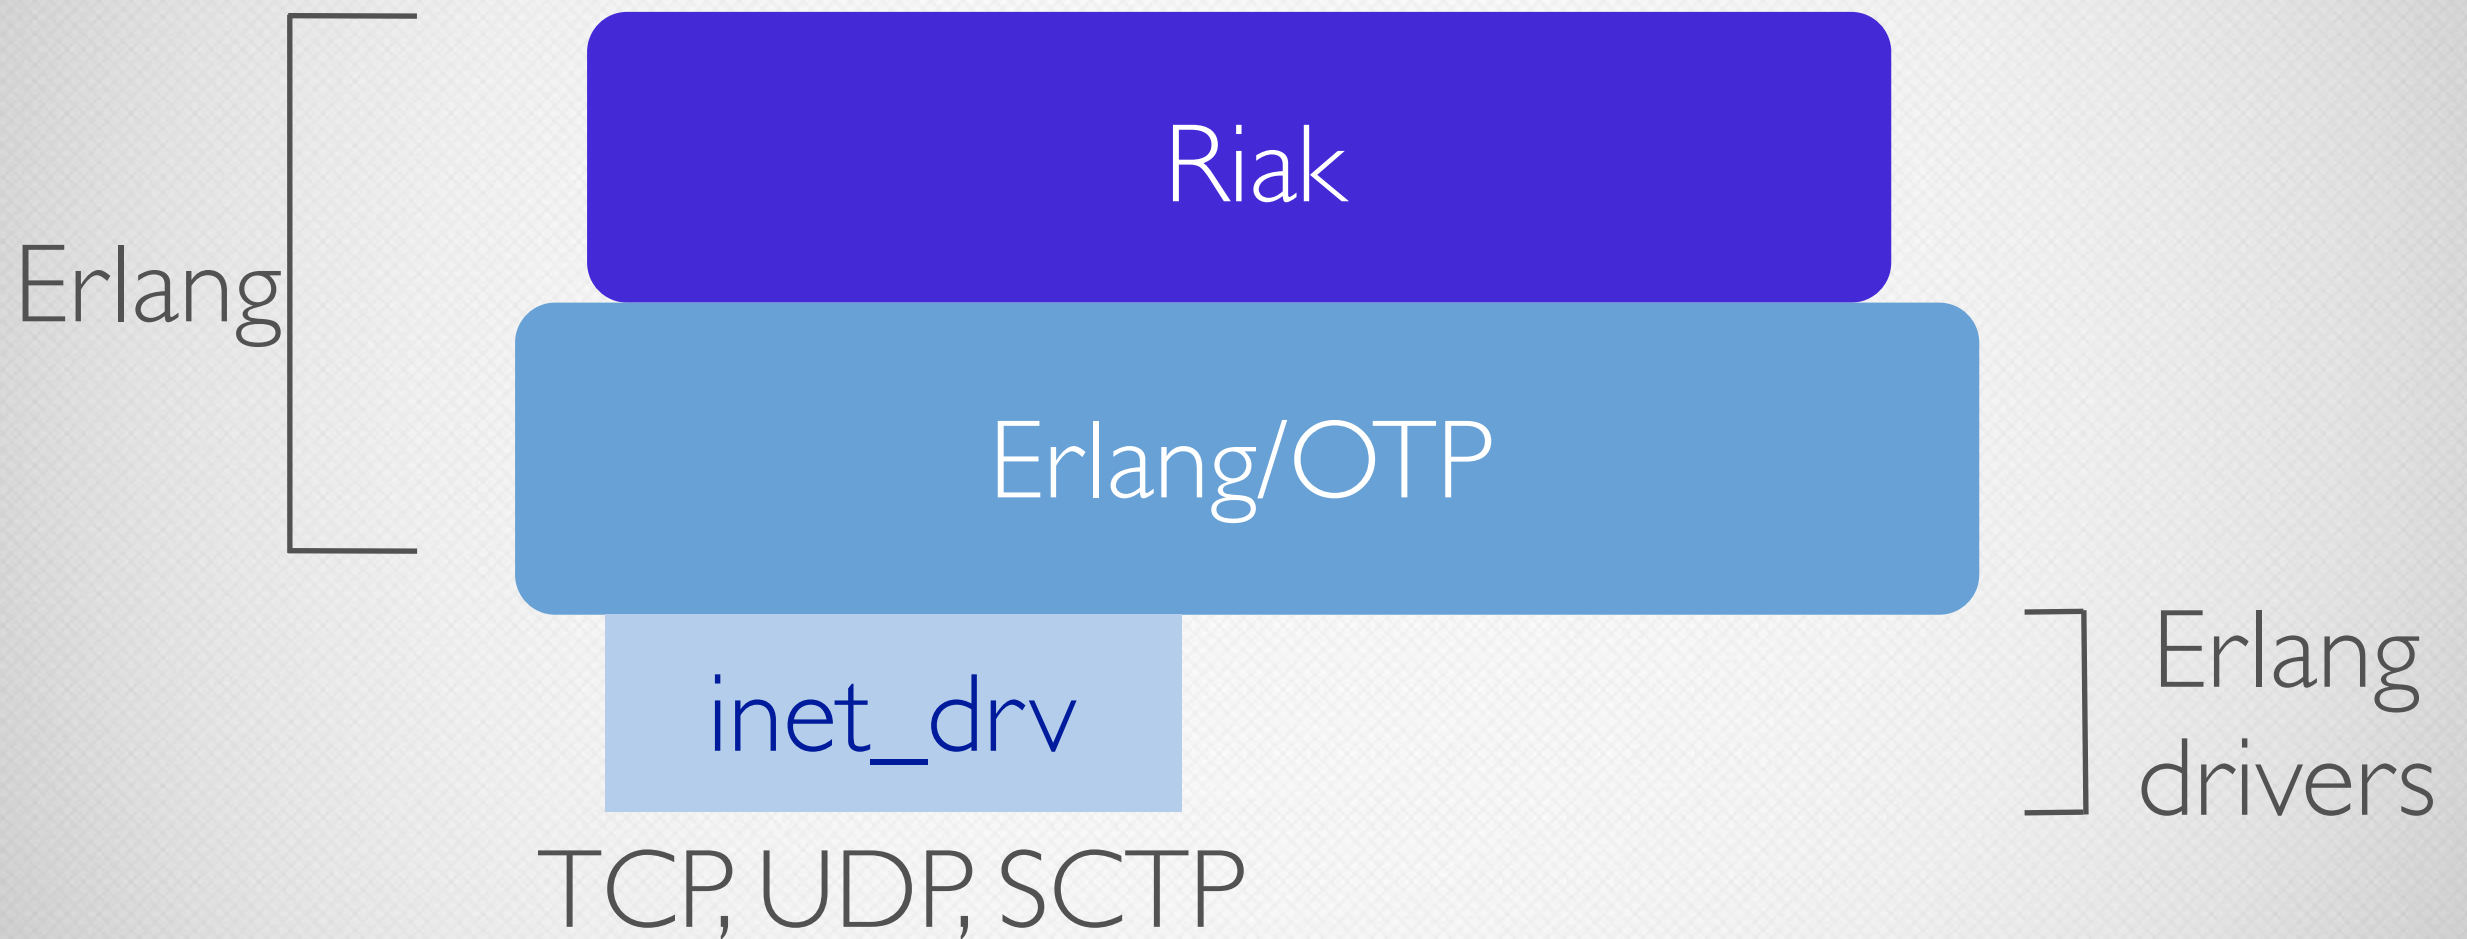 Riak
Erlang
Erlang/OTP
inet_drv
Erlang
drivers
TCP, UDP, SCTP